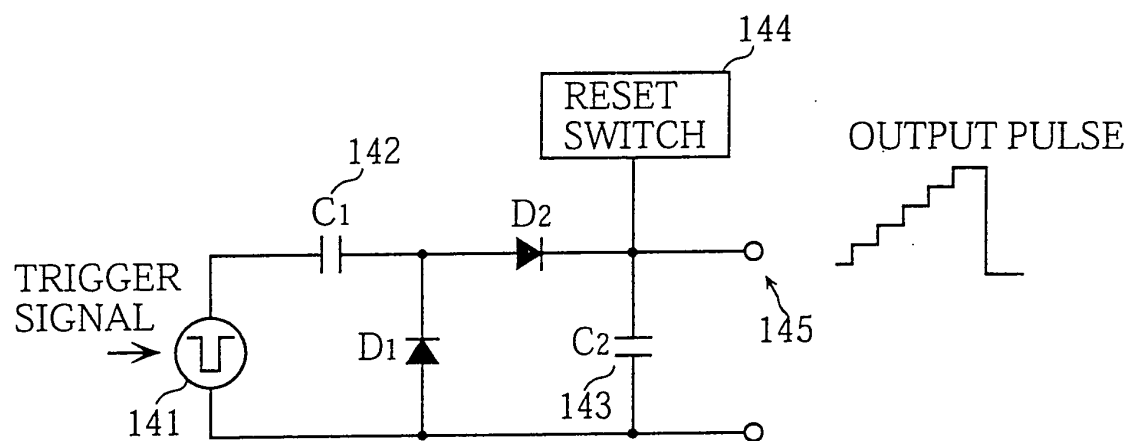 144
RESET
SWITCH
OUTPUT PULSE
142
C1
D2
TRIGGER
SIGNAL
D1
C2
145
141
143